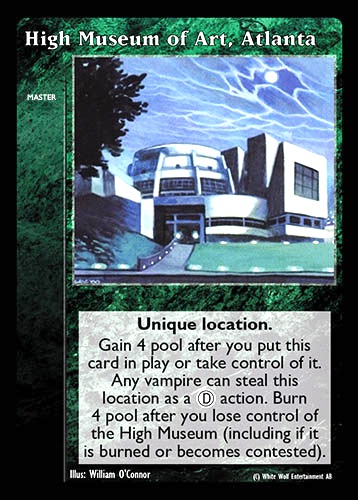 High Museum of Art, Atlanta
MASTER
Unique location.
Gain 4 pool after you put this
card in play or take control of it.
Any vampire can steal this
location as a Ⓓ action. Burn
4 pool after you lose control of
the High Museum (including if it
is burned or becomes contested).
Illus: William O'Connor
(C) White Wolf Entertainment AB